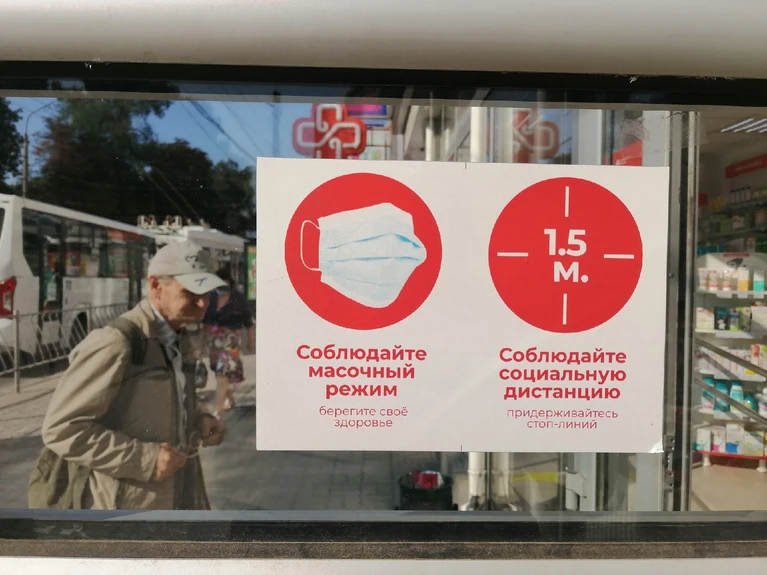 Соблюдайте
масочный
режим
берегите своё
здоровье
1.5
м.
Соблюдайте
социальную
дистанцию
придерживайтесь
стоп-линий